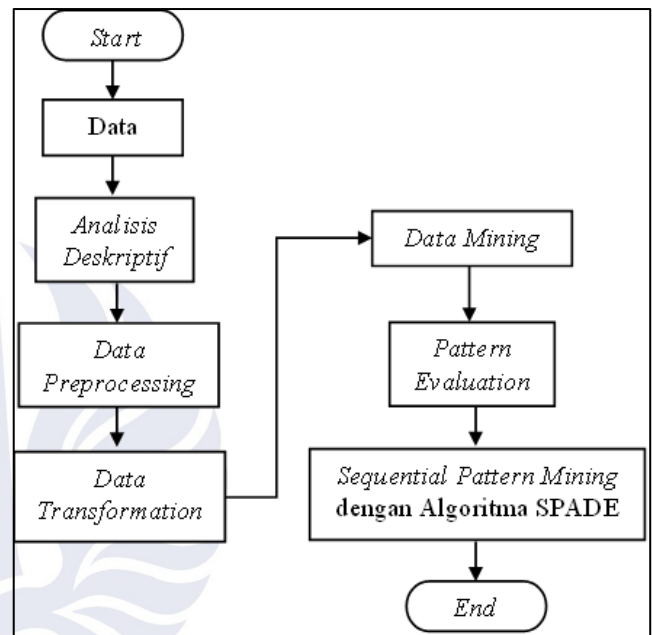 Start
Data
Analisis
Deskriptif
Data
Preprocessing
Data
Transformation
Data Mining
Pattern
Evaluation
Sequential Pattern Mining
dengan Algoritma SPADE
End